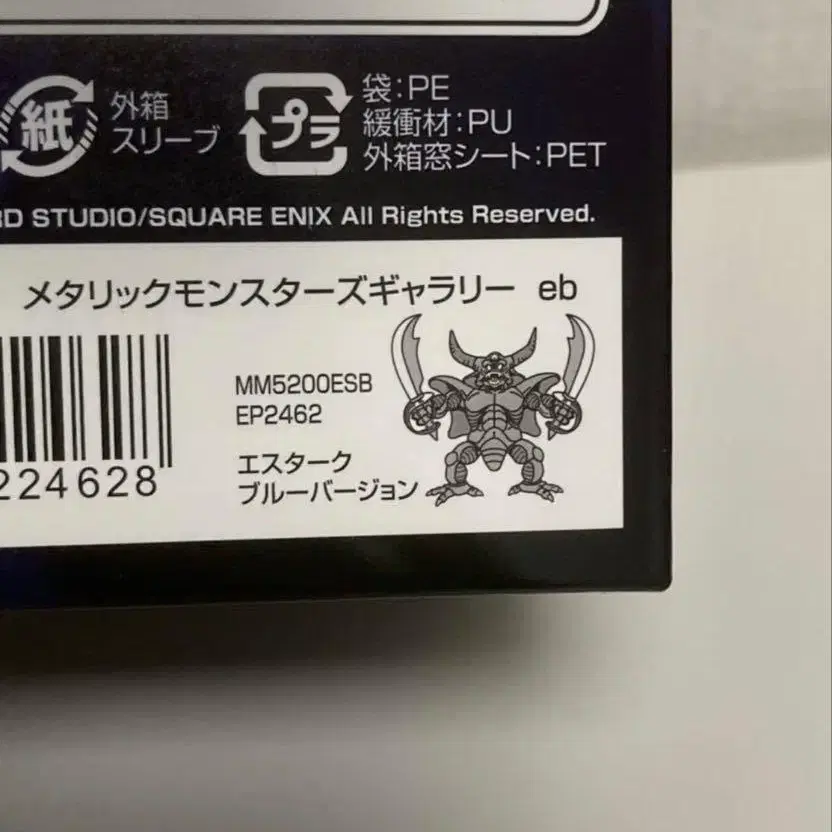 紙
外箱
スリーブ
プラ
袋:PE
緩衝材:PU
外箱窓シート:PET
STUDIO/SQUARE ENIX All Rights Reserved.
メタリックモンスターズギャラリー eb
MM5200ESB
EP2462
224628
エスターク
ブルーバージョン